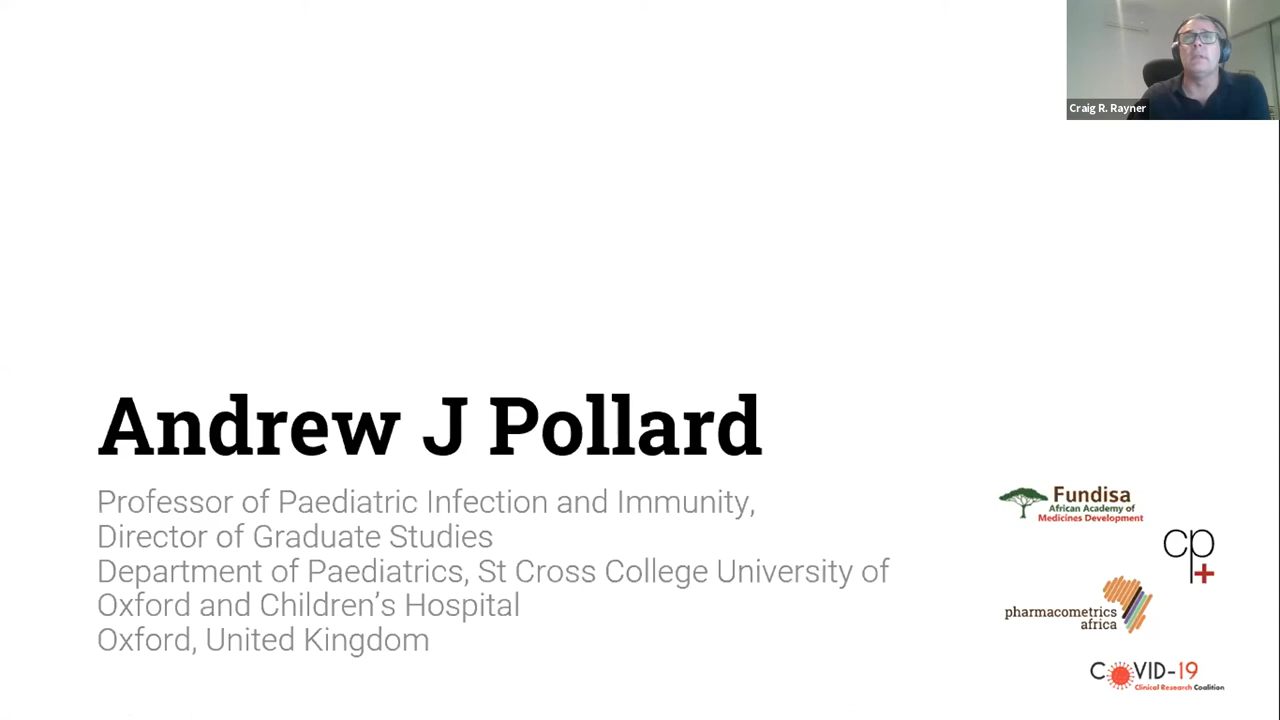 Craig R. Rayner
Andrew J Pollard
Professor of Paediatric Infection and Immunity,
Director of Graduate Studies
Department of Paediatrics, St Cross College University of
Oxford and Children’s Hospital
Oxford, United Kingdom
Fundisa
African Academy of
Medicines Development
cp+
pharmacometrics
africa
COVID-19
Clinical Research Coalition